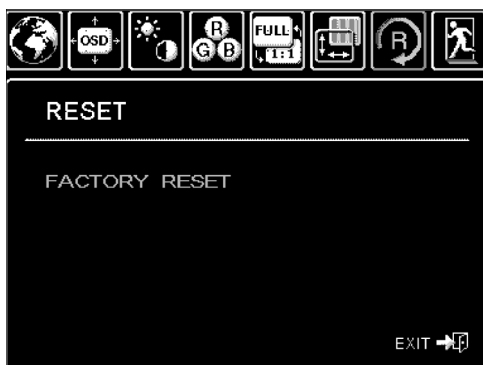 OSD R G B FULL 1:1 R
RESET
FACTORY RESET
EXIT